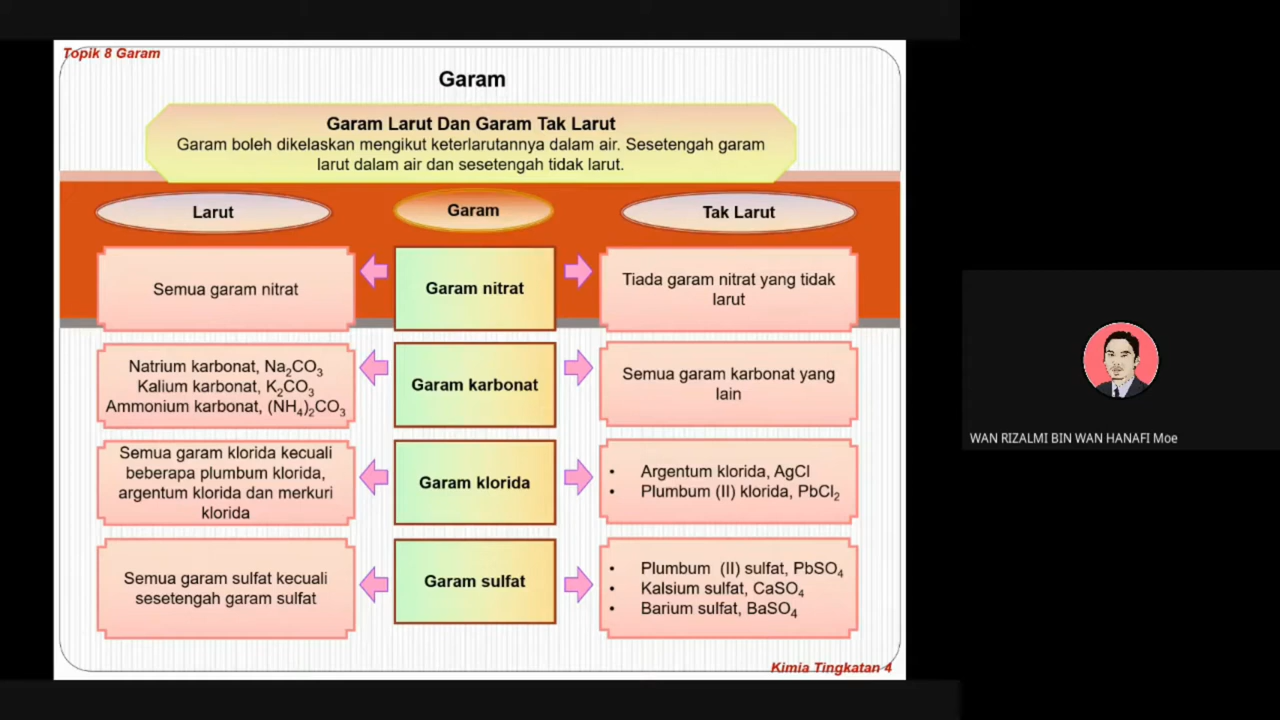 Topik 8 Garam
Garam
Garam Larut Dan Garam Tak Larut
Garam boleh dikelaskan mengikut keterlarutannya dalam air. Sesetengah garam
larut dalam air dan sesetengah tidak larut.
Larut
Garam
Tak Larut
Semua garam nitrat
Garam nitrat
Tiada garam nitrat yang tidak
larut
Natrium karbonat, Na₂CO₃
Kalium karbonat, K₂CO₃
Ammonium karbonat, (NH₄)₂CO₃
Garam karbonat
Semua garam karbonat yang
lain
Semua garam klorida kecuali
beberapa plumbum klorida,
argentum klorida dan merkuri
klorida
Garam klorida
• Argentum klorida, AgCl
• Plumbum (II) klorida, PbCl₂
Semua garam sulfat kecuali
sesetengah garam sulfat
Garam sulfat
• Plumbum (II) sulfat, PbSO₄
• Kalsium sulfat, CaSO₄
• Barium sulfat, BaSO₄
Kimia Tingkatan 4
WAN RIZALMI BIN WAN HANAFI Moe